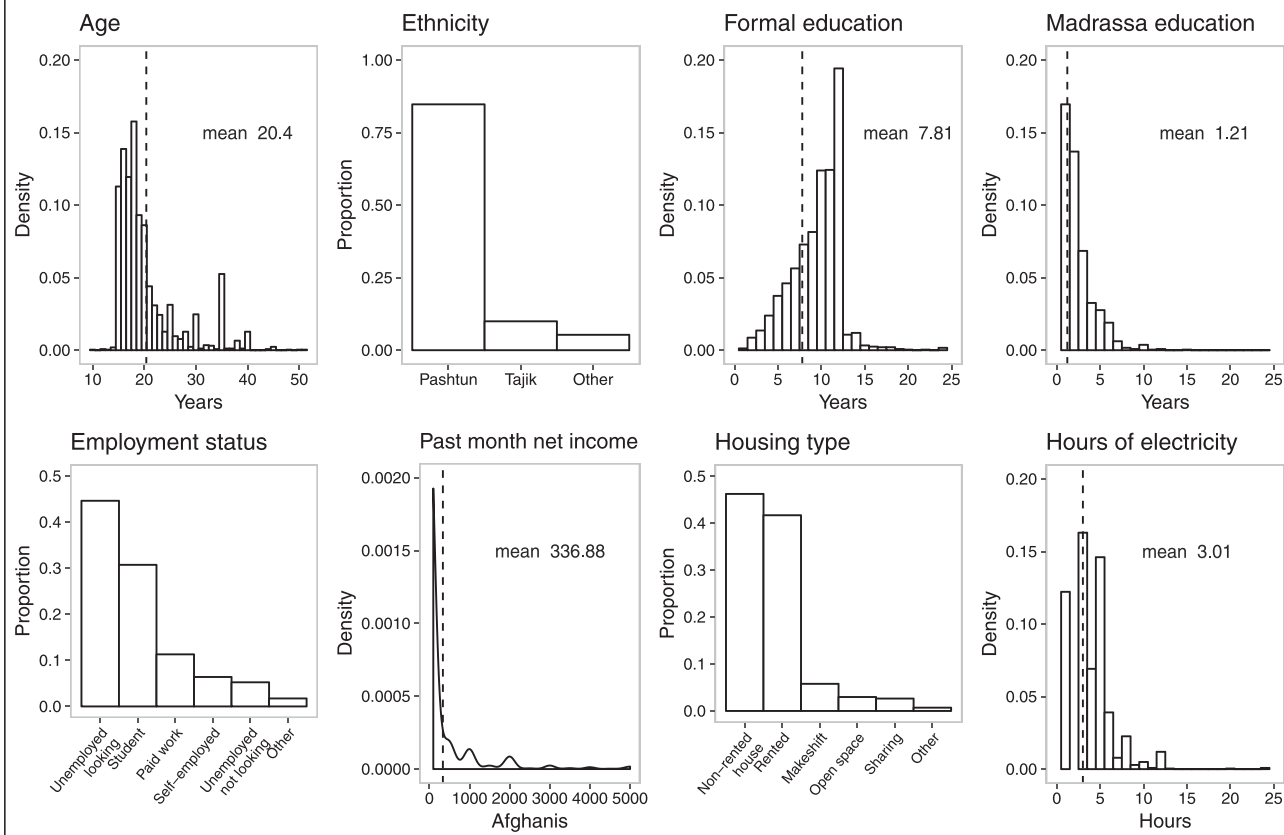 Age
Ethnicity
Formal education
Madrassa education
0.20
0.15
0.10
0.05
0.00
Density
mean 20.4
10 20 30 40 50
Years
1.00
0.75
0.50
0.25
0.00
Proportion
Pashtun Tajik Other
0.20
0.15
0.10
0.05
0.00
Density
mean 7.81
0 5 10 15 20 25
Years
0.20
0.15
0.10
0.05
0.00
Density
mean 1.21
0 5 10 15 20 25
Years
Employment status
Past month net income
Housing type
Hours of electricity
0.5
0.4
0.3
0.2
0.1
0.0
Proportion
Unemployed
looking
Student
Paid work
Self−employed
Unemployed
not looking
Other
0.0020
0.0015
0.0010
0.0005
0.0000
Density
mean 336.88
0 1000 2000 3000 4000 5000
Afghanis
0.5
0.4
0.3
0.2
0.1
0.0
Proportion
Non−rented
house
Rented
Makeshift
Open space
Sharing
Other
0.20
0.15
0.10
0.05
0.00
Density
mean 3.01
0 5 10 15 20 25
Hours